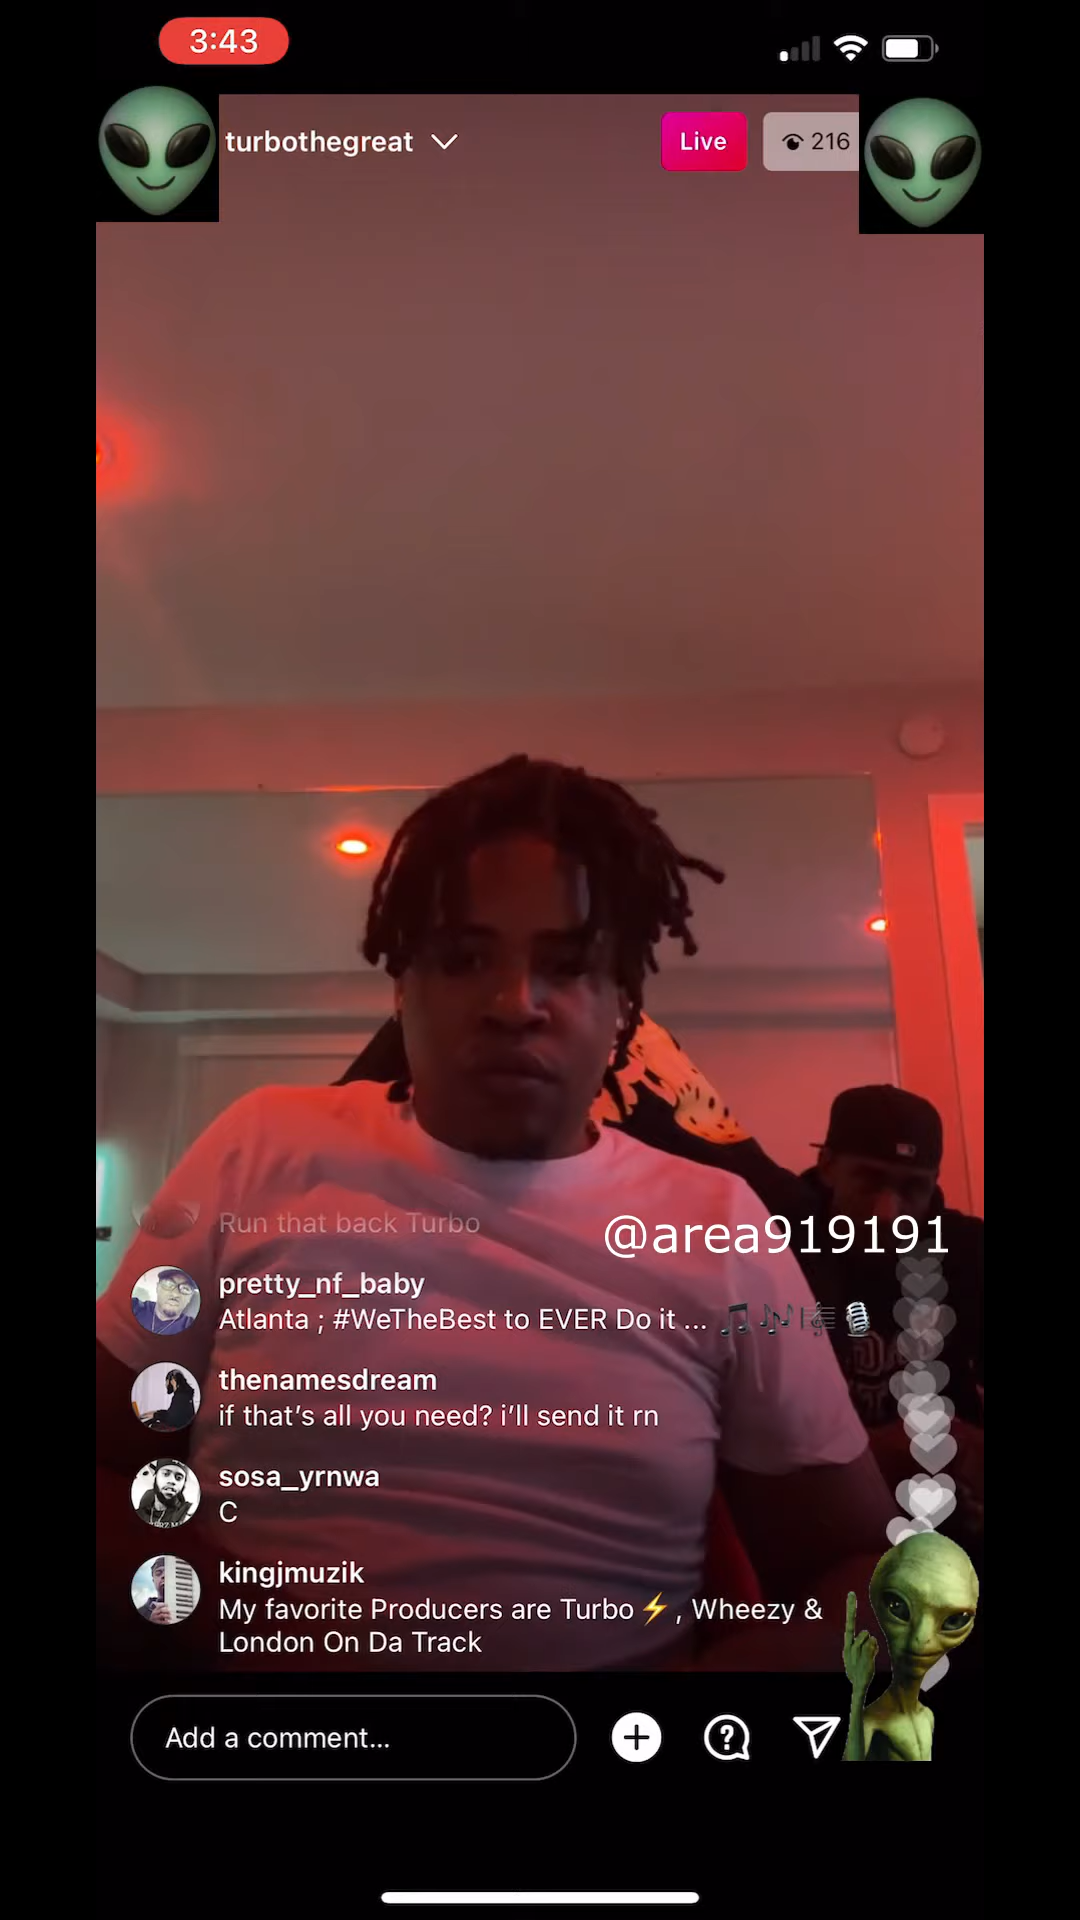 3:43
turbothegreat
Live
216
Run that back Turbo
@area919191
pretty_nf_baby
Atlanta ; #WeTheBest to EVER Do it ... 🎵 🎶 🎼 🎙
thenamesdream
if that's all you need? i'll send it rn
sosa_yrnwa
C
kingjmuzik
My favorite Producers are Turbo⚡, Wheezy &
London On Da Track
Add a comment...